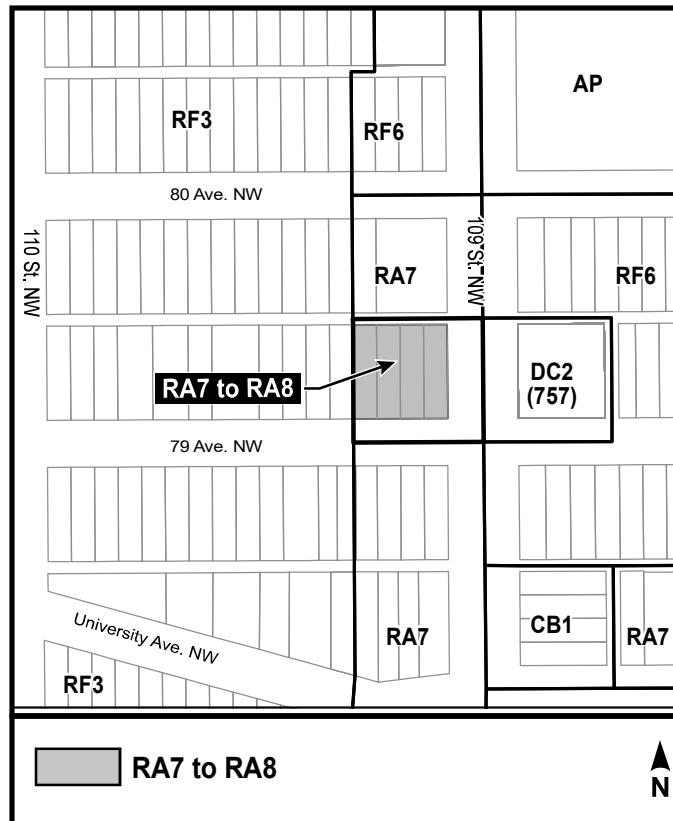 AP
RF3
RF6
80 Ave. NW
110 St. NW
109 St. NW
RA7
RF6
RA7 to RA8
DC2
(757)
79 Ave. NW
University Ave. NW
RA7
CB1
RA7
RF3
RA7 to RA8
N